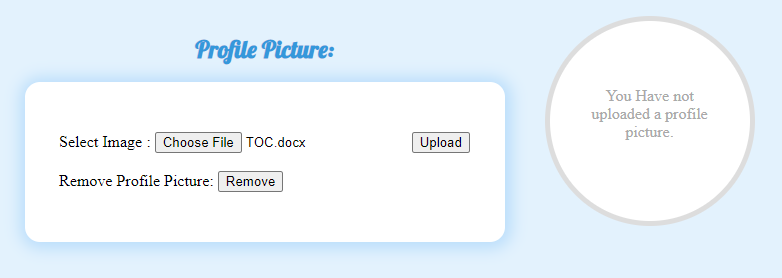 Profile Picture:
Select Image : Choose File TOC.docx Upload
Remove Profile Picture: Remove
You Have not
uploaded a profile
picture.